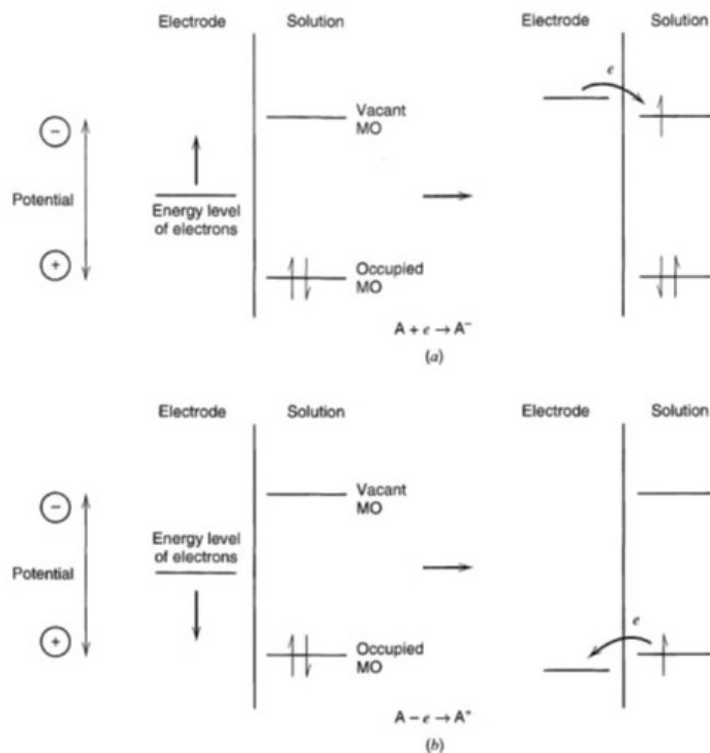 Electrode Solution Electrode Solution
e
−
Vacant
MO
Potential
Energy level
of electrons
+
Occupied
MO
A + e → A⁻
(a)
Electrode Solution Electrode Solution
−
Vacant
MO
Energy level
of electrons
Potential
e
+
Occupied
MO
A − e → A⁺
(b)